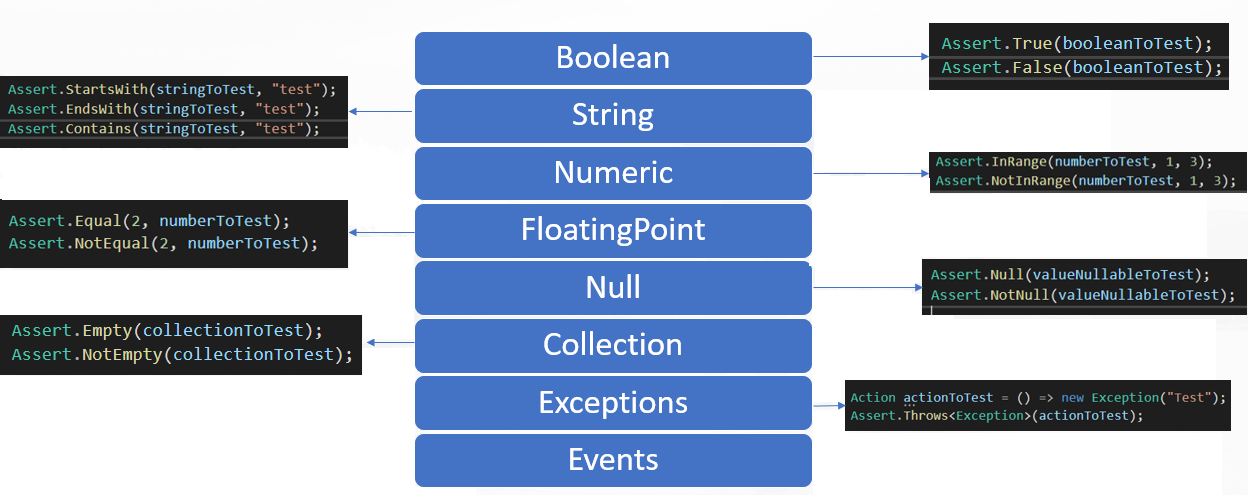 Boolean
Assert.True(booleanToTest);
Assert.False(booleanToTest);
Assert.StartsWith(stringToTest, "test");
Assert.EndsWith(stringToTest, "test");
Assert.Contains(stringToTest, "test");
String
Numeric
Assert.InRange(numberToTest, 1, 3);
Assert.NotInRange(numberToTest, 1, 3);
Assert.Equal(2, numberToTest);
Assert.NotEqual(2, numberToTest);
FloatingPoint
Null
Assert.Null(valueNullableToTest);
Assert.NotNull(valueNullableToTest);
Assert.Empty(collectionToTest);
Assert.NotEmpty(collectionToTest);
Collection
Exceptions
Action actionToTest = () => new Exception("Test");
Assert.Throws<Exception>(actionToTest);
Events